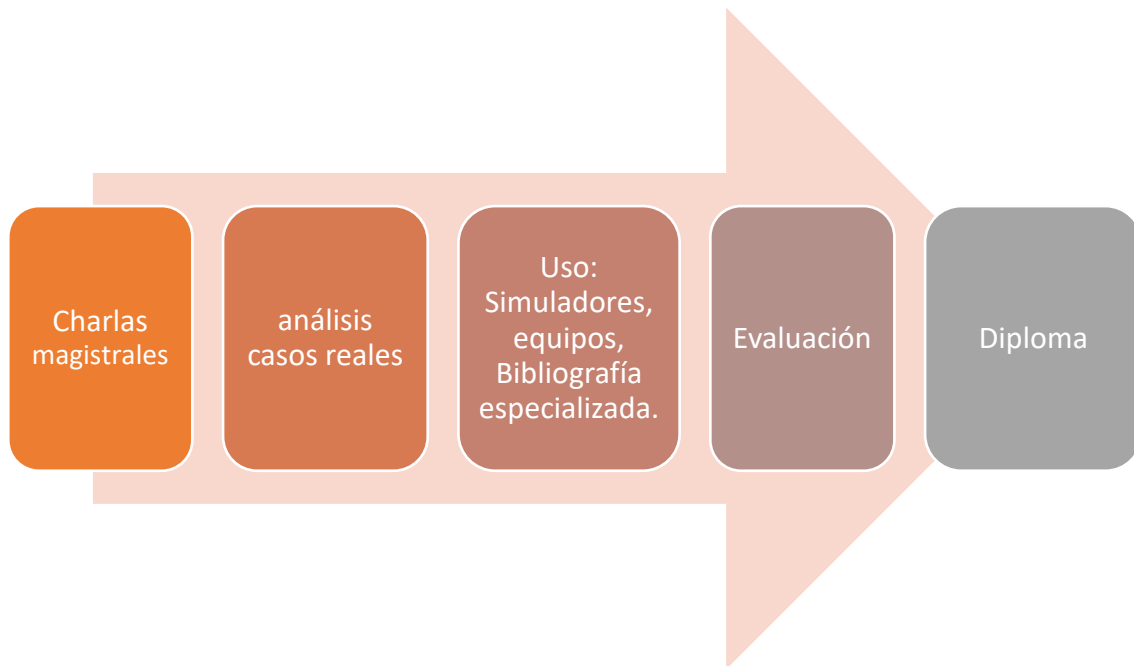 Charlas
magistrales
análisis
casos reales
Uso:
Simuladores,
equipos,
Bibliografía
especializada.
Evaluación
Diploma